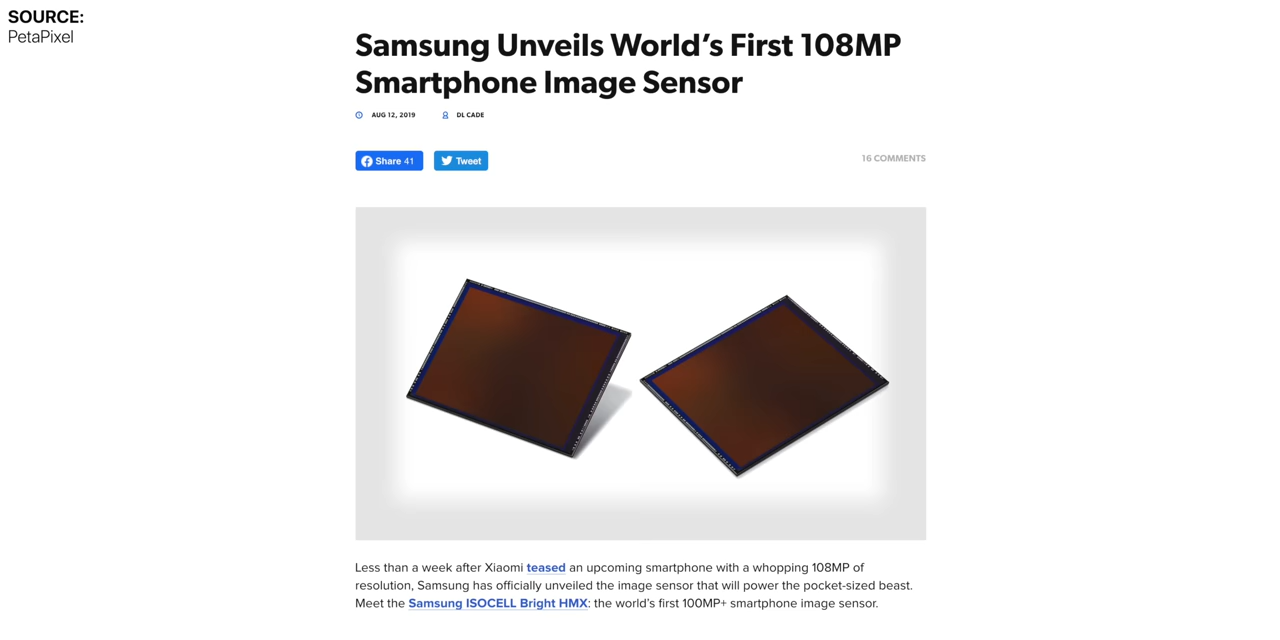 SOURCE:
PetaPixel
Samsung Unveils World’s First 108MP
Smartphone Image Sensor
AUG 12, 2019 DL CADE
Share 41 Tweet
16 COMMENTS
Less than a week after Xiaomi teased an upcoming smartphone with a whopping 108MP of
resolution, Samsung has officially unveiled the image sensor that will power the pocket-sized beast.
Meet the Samsung ISOCELL Bright HMX: the world’s first 100MP+ smartphone image sensor.